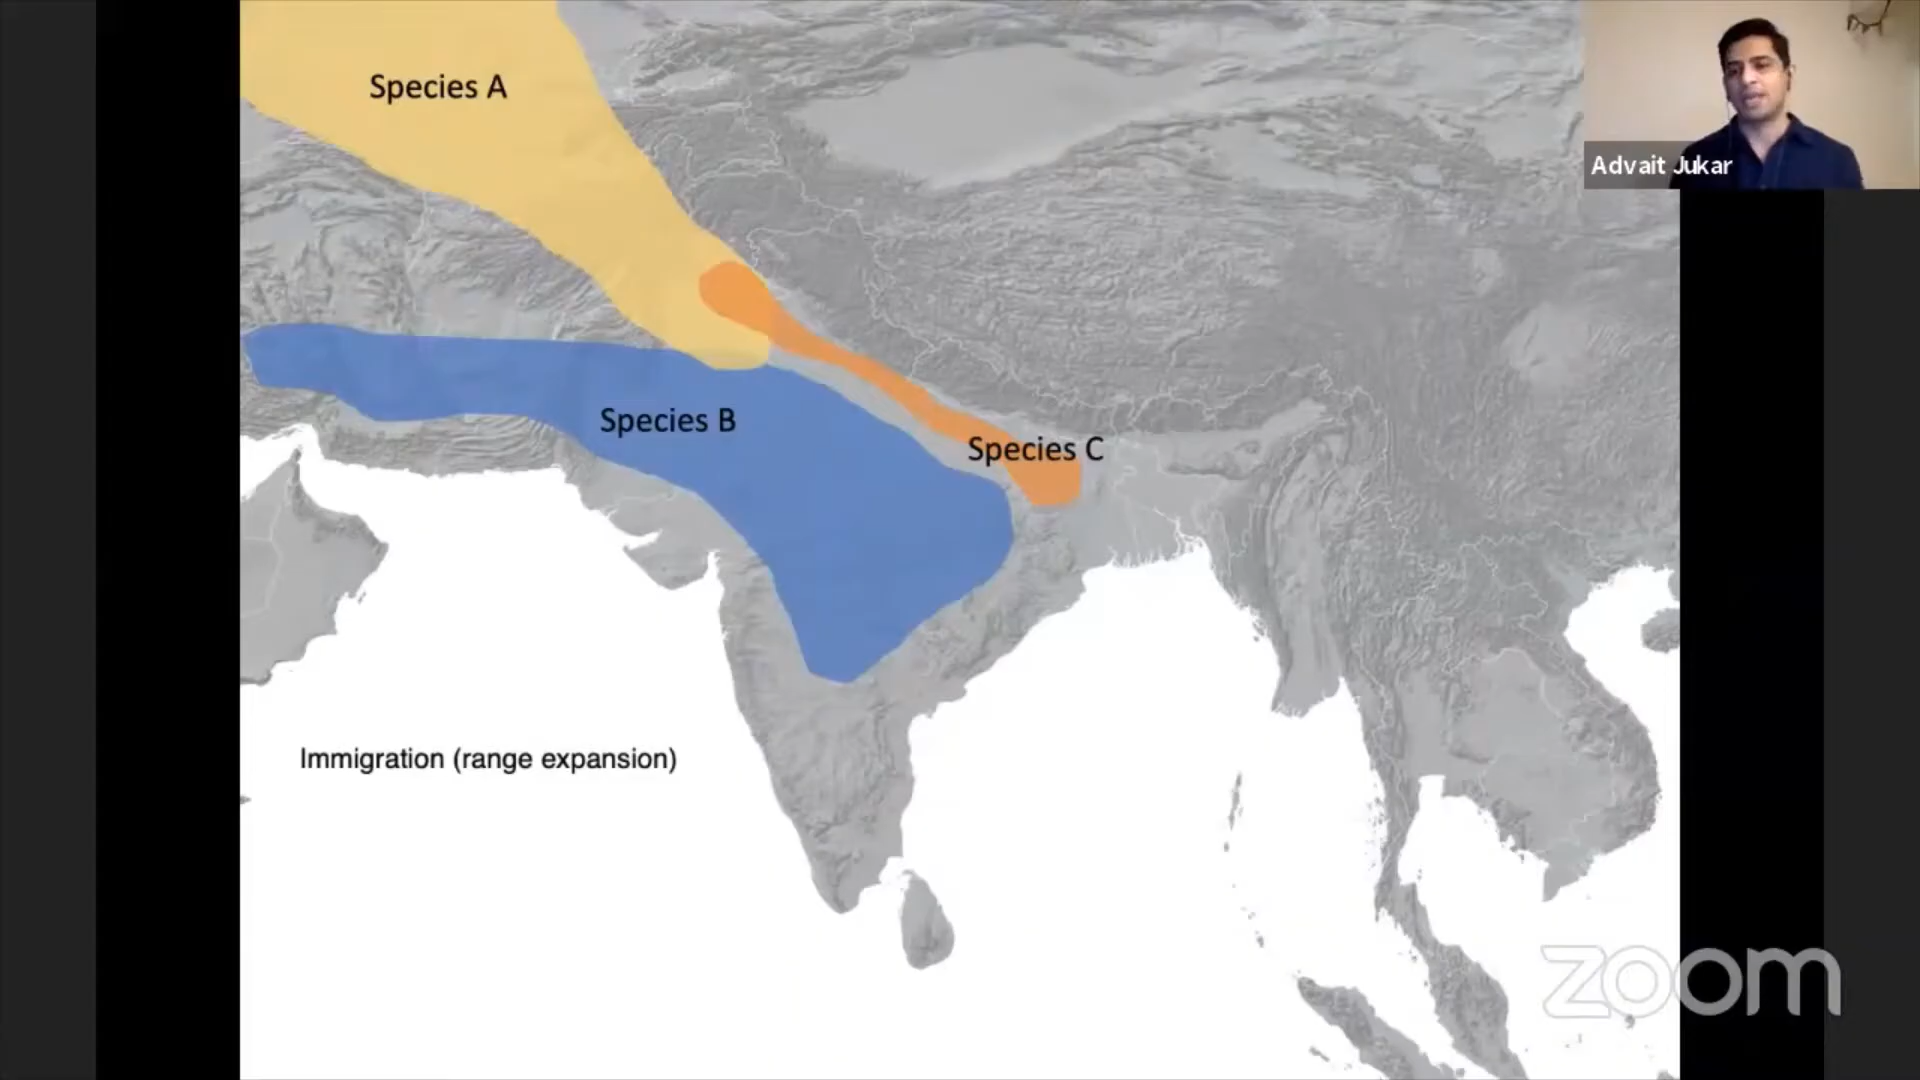 Species A
Advait Jukar
Species B
Species C
Immigration (range expansion)
zoom